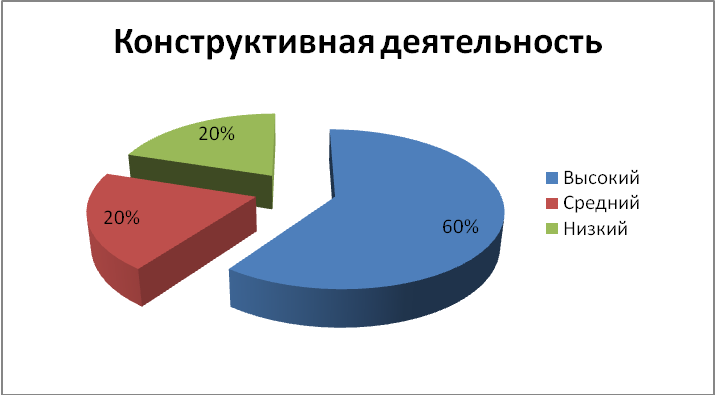 Конструктивная деятельность
20%
20%
60%
Высокий
Средний
Низкий